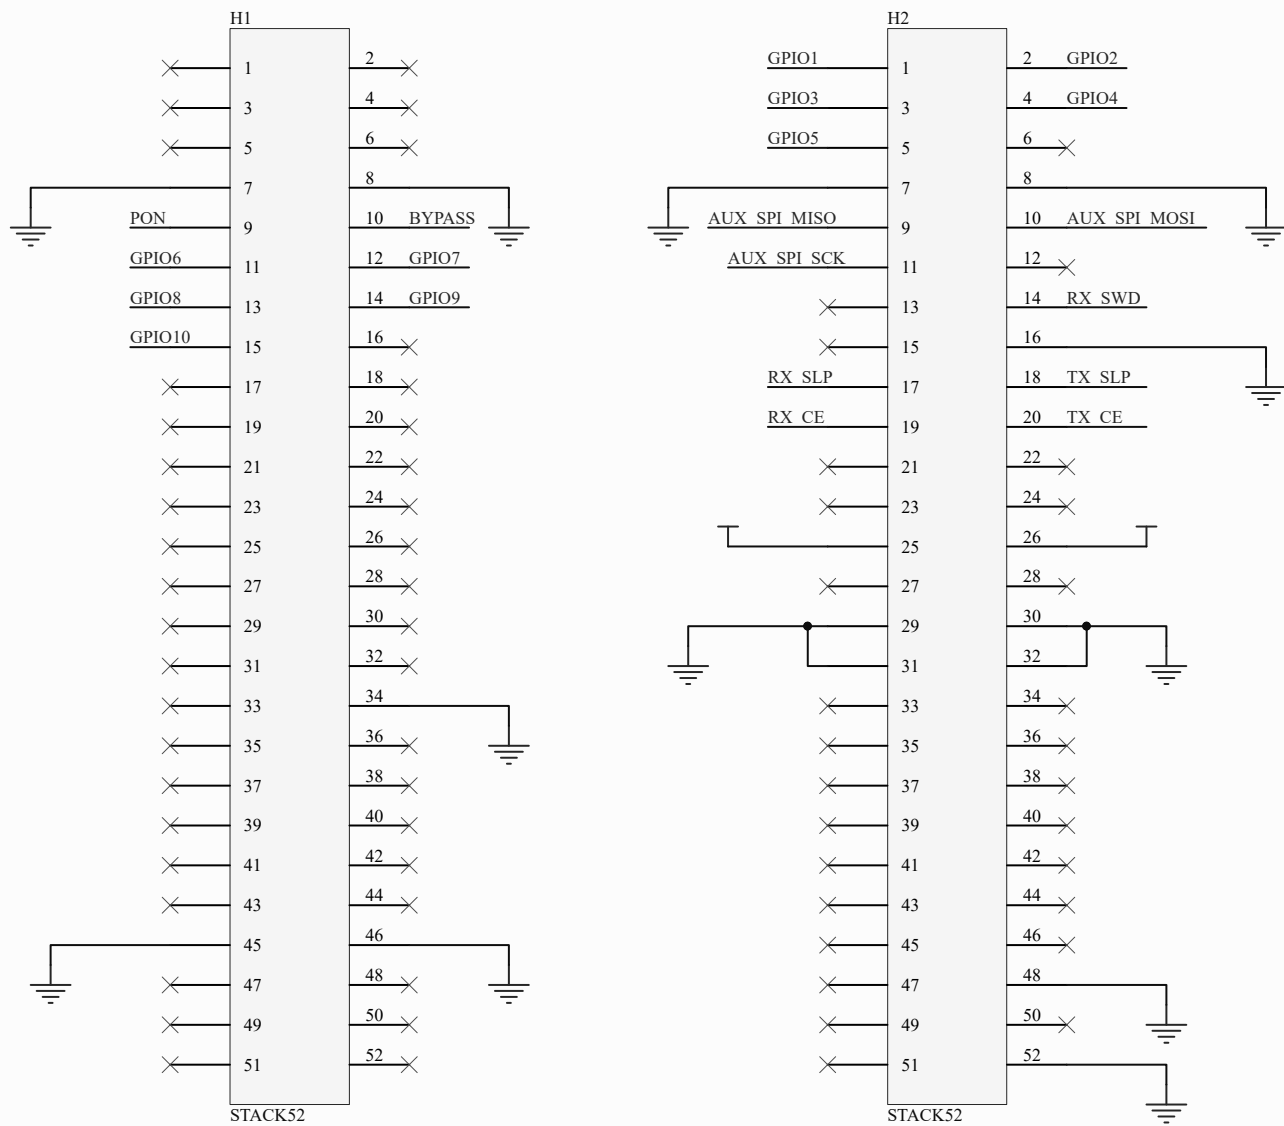 H1
1 2
3 4
5 6
7 8
PON 9 10 BYPASS
GPIO6 11 12 GPIO7
GPIO8 13 14 GPIO9
GPIO10 15 16
17 18
19 20
21 22
23 24
25 26
27 28
29 30
31 32
33 34
35 36
37 38
39 40
41 42
43 44
45 46
47 48
49 50
51 52
STACK52
H2
GPIO1 1 2 GPIO2
GPIO3 3 4 GPIO4
GPIO5 5 6
7 8
AUX_SPI_MISO 9 10 AUX_SPI_MOSI
AUX_SPI_SCK 11 12
13 14 RX_SWD
15 16
RX_SLP 17 18 TX_SLP
RX_CE 19 20 TX_CE
21 22
23 24
25 26
27 28
29 30
31 32
33 34
35 36
37 38
39 40
41 42
43 44
45 46
47 48
49 50
51 52
STACK52